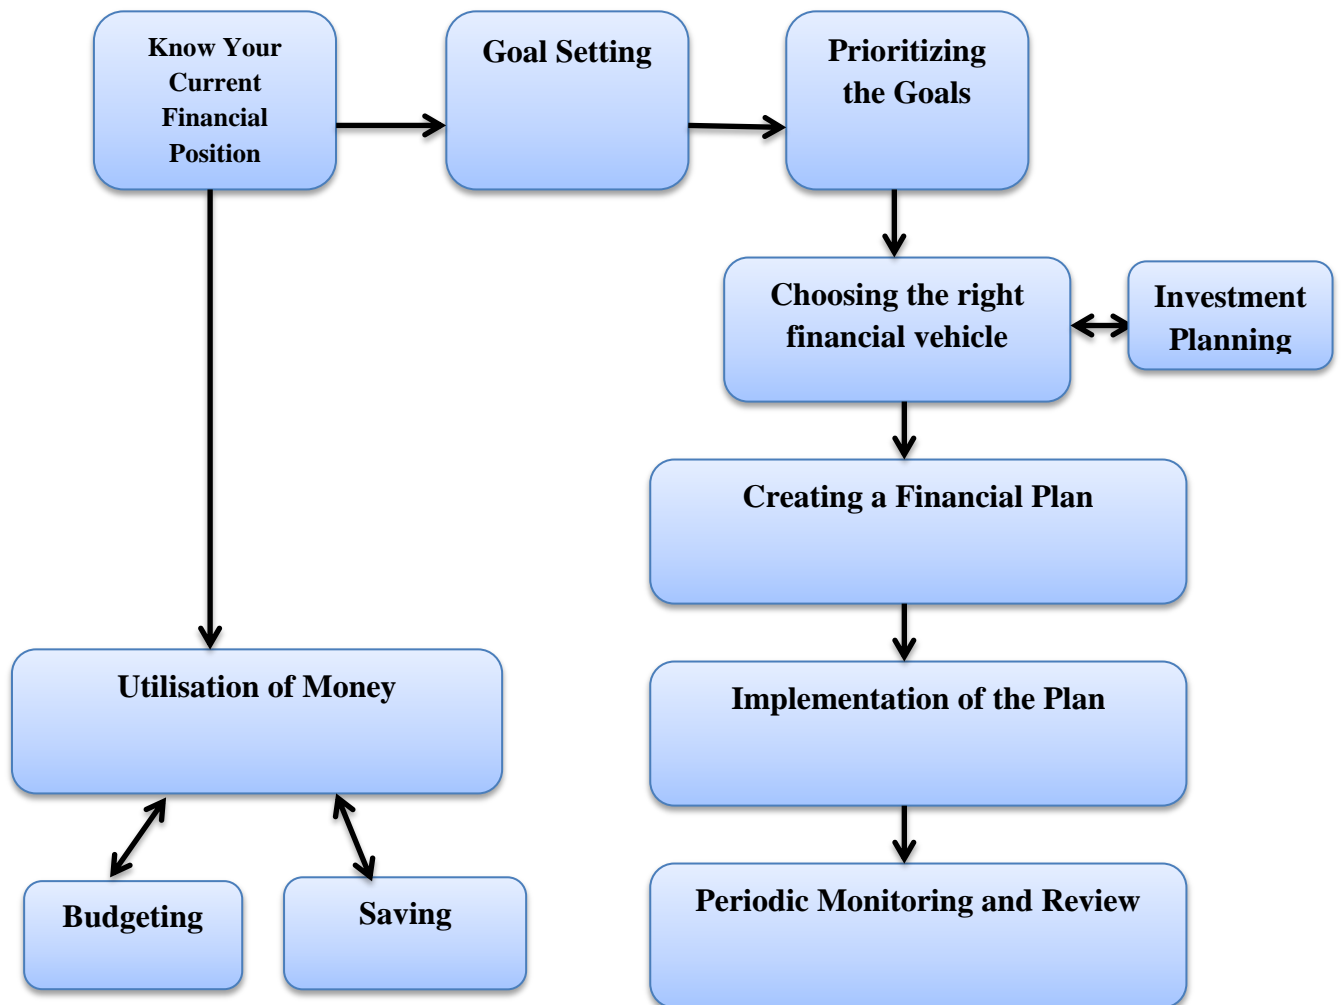 Know Your
Current
Financial
Position
Goal Setting
Prioritizing
the Goals
Choosing the right
financial vehicle
Investment
Planning
Creating a Financial Plan
Utilisation of Money
Implementation of the Plan
Budgeting
Saving
Periodic Monitoring and Review